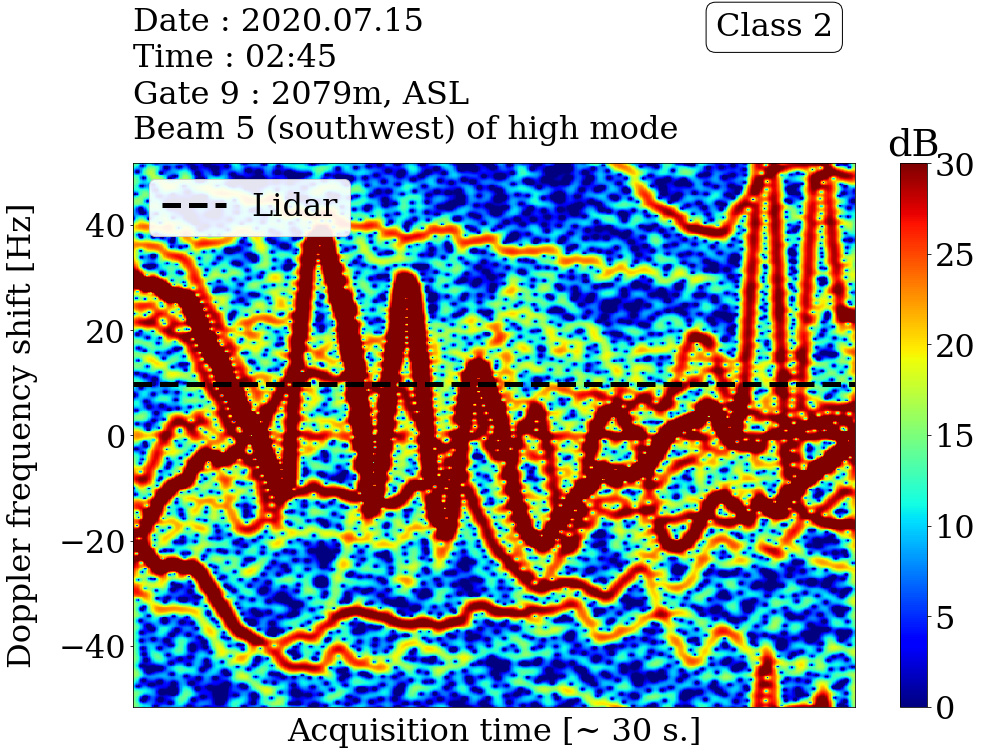 Date : 2020.07.15
Time : 02:45
Gate 9 : 2079m, ASL
Beam 5 (southwest) of high mode
Class 2
dB
Lidar
Doppler frequency shift [Hz]
40
20
0
−20
−40
Acquisition time [~ 30 s.]
30
25
20
15
10
5
0